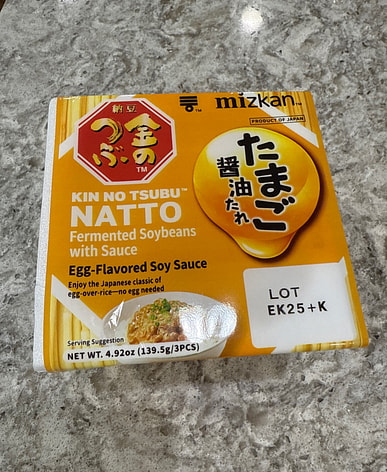 納豆
金の
つぶ
TM
mizkan TM
PRODUCT OF JAPAN
たまご
醤油たれ
KIN NO TSUBU™
NATTO
Fermented Soybeans
with Sauce
Egg-Flavored Soy Sauce
Enjoy the Japanese classic of
egg-over-rice—no egg needed
LOT
EK25+K
Serving Suggestion
NET WT. 4.92oz (139.5g/3PCS)